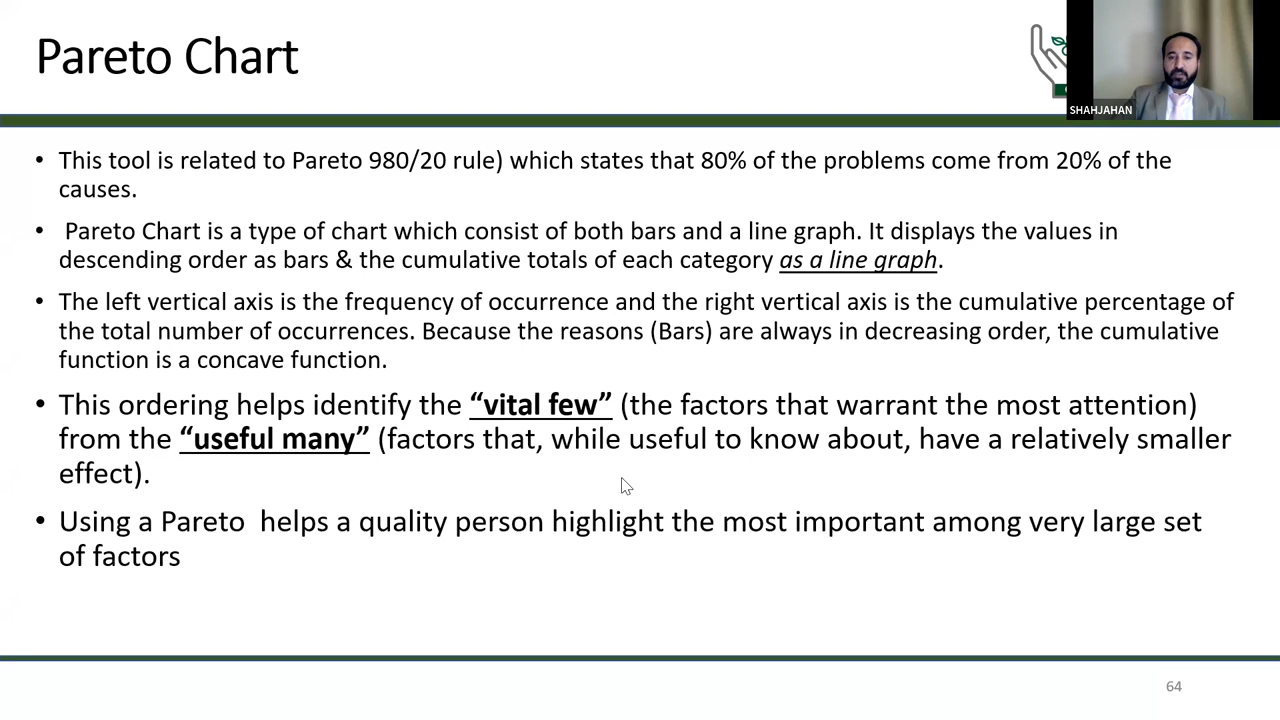 Pareto Chart
SHAHJAHAN
• This tool is related to Pareto 980/20 rule) which states that 80% of the problems come from 20% of the
causes.
• Pareto Chart is a type of chart which consist of both bars and a line graph. It displays the values in
descending order as bars & the cumulative totals of each category as a line graph.
• The left vertical axis is the frequency of occurrence and the right vertical axis is the cumulative percentage of
the total number of occurrences. Because the reasons (Bars) are always in decreasing order, the cumulative
function is a concave function.
• This ordering helps identify the “vital few” (the factors that warrant the most attention)
from the “useful many” (factors that, while useful to know about, have a relatively smaller
effect).
• Using a Pareto  helps a quality person highlight the most important among very large set
of factors
64